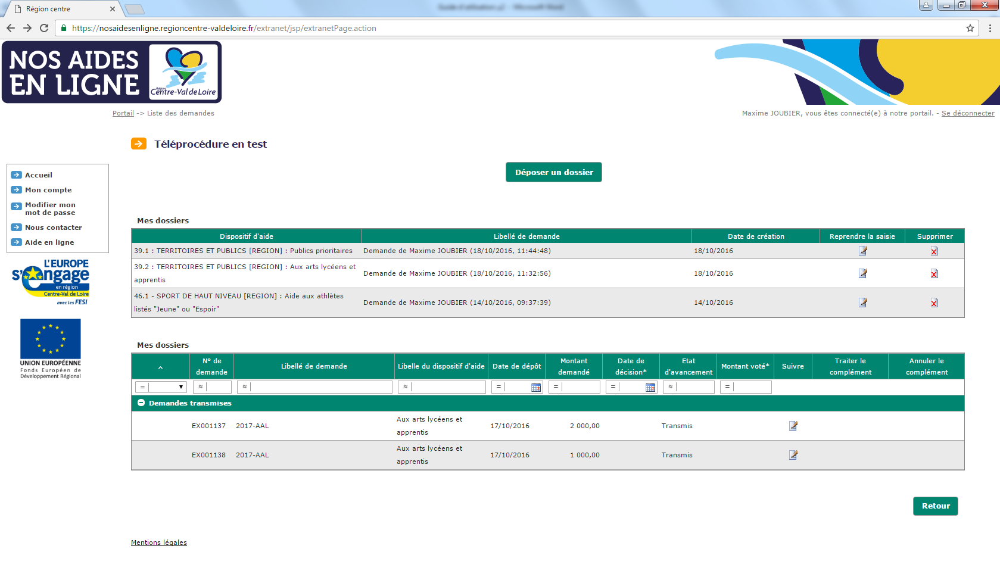 Région centre
Guide d'utilisation.v2 - Microsoft Word
https://nosaidesenligne.regioncentre-valdeloire.fr/extranet/jsp/extranetPage.action
NOS AIDES
EN LIGNE
Région
Centre-Val de Loire
Portail -> Liste des demandes
Maxime JOUBIER, vous êtes connecté(e) à notre portail. - Se déconnecter
Téléprocédure en test
Déposer un dossier
Accueil
Mon compte
Modifier mon
mot de passe
Nous contacter
Aide en ligne
L'EUROPE
s'engage
en région
Centre-Val de Loire
avec les FESI
UNION EUROPÉENNE
Fonds Européen de
Développement Régional
Mes dossiers
Dispositif d'aide Libellé de demande Date de création Reprendre la saisie Supprimer
39.1 : TERRITOIRES ET PUBLICS [REGION] : Publics prioritaires Demande de Maxime JOUBIER (18/10/2016, 11:44:48) 18/10/2016
39.2 : TERRITOIRES ET PUBLICS [REGION] : Aux arts lycéens et
apprentis Demande de Maxime JOUBIER (18/10/2016, 11:32:56) 18/10/2016
46.1 - SPORT DE HAUT NIVEAU [REGION] : Aide aux athlètes
listés "Jeune" ou "Espoir" Demande de Maxime JOUBIER (14/10/2016, 09:37:39) 14/10/2016
Mes dossiers
N° de
demande
Libellé de demande
Libelle du dispositif d'aide
Date de dépôt
Montant
demandé
Date de
décision*
Etat
d'avancement
Montant voté*
Suivre
Traiter le
complément
Annuler le
complément
= ≈ ≈ ≈ = = = ≈ =
Demandes transmises
EX001137 2017-AAL Aux arts lycéens et
apprentis 17/10/2016 2 000,00 Transmis
EX001138 2017-AAL Aux arts lycéens et
apprentis 17/10/2016 1 000,00 Transmis
Retour
Mentions légales